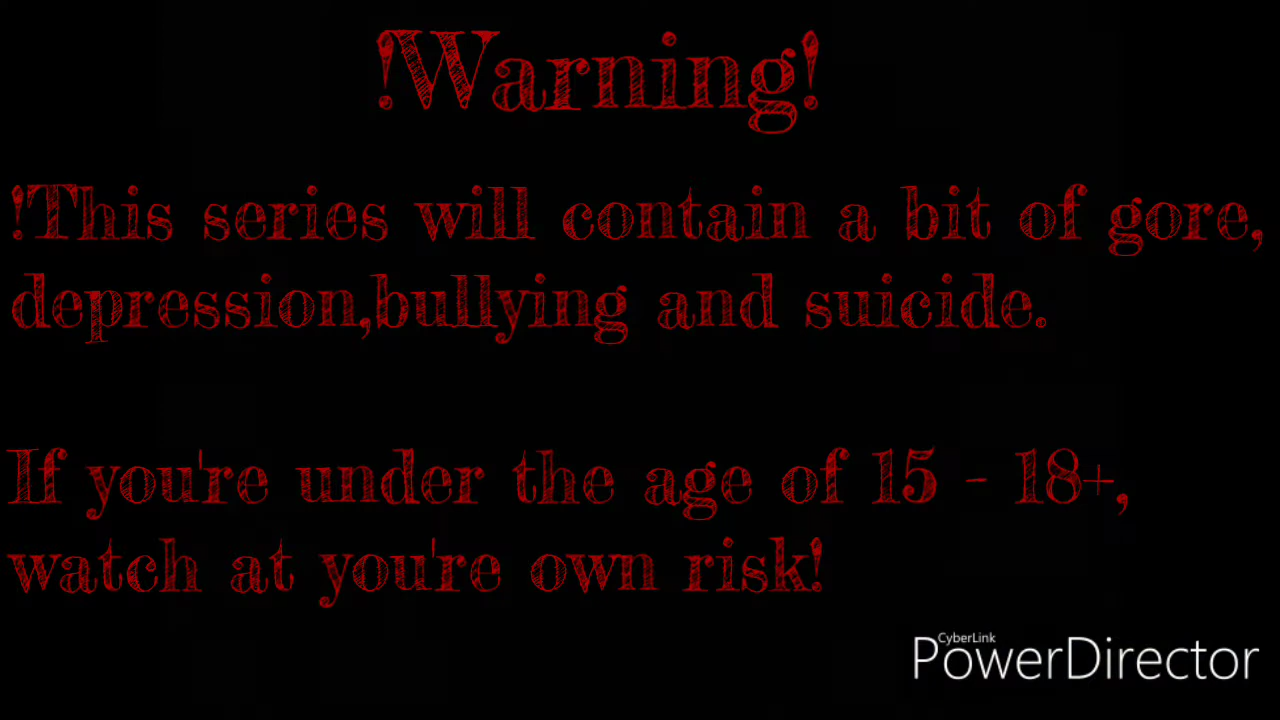 !Warning!
!This series will contain a bit of gore,
depression,bullying and suicide.
If you're under the age of 15 - 18+,
watch at you're own risk!
CyberLink
PowerDirector